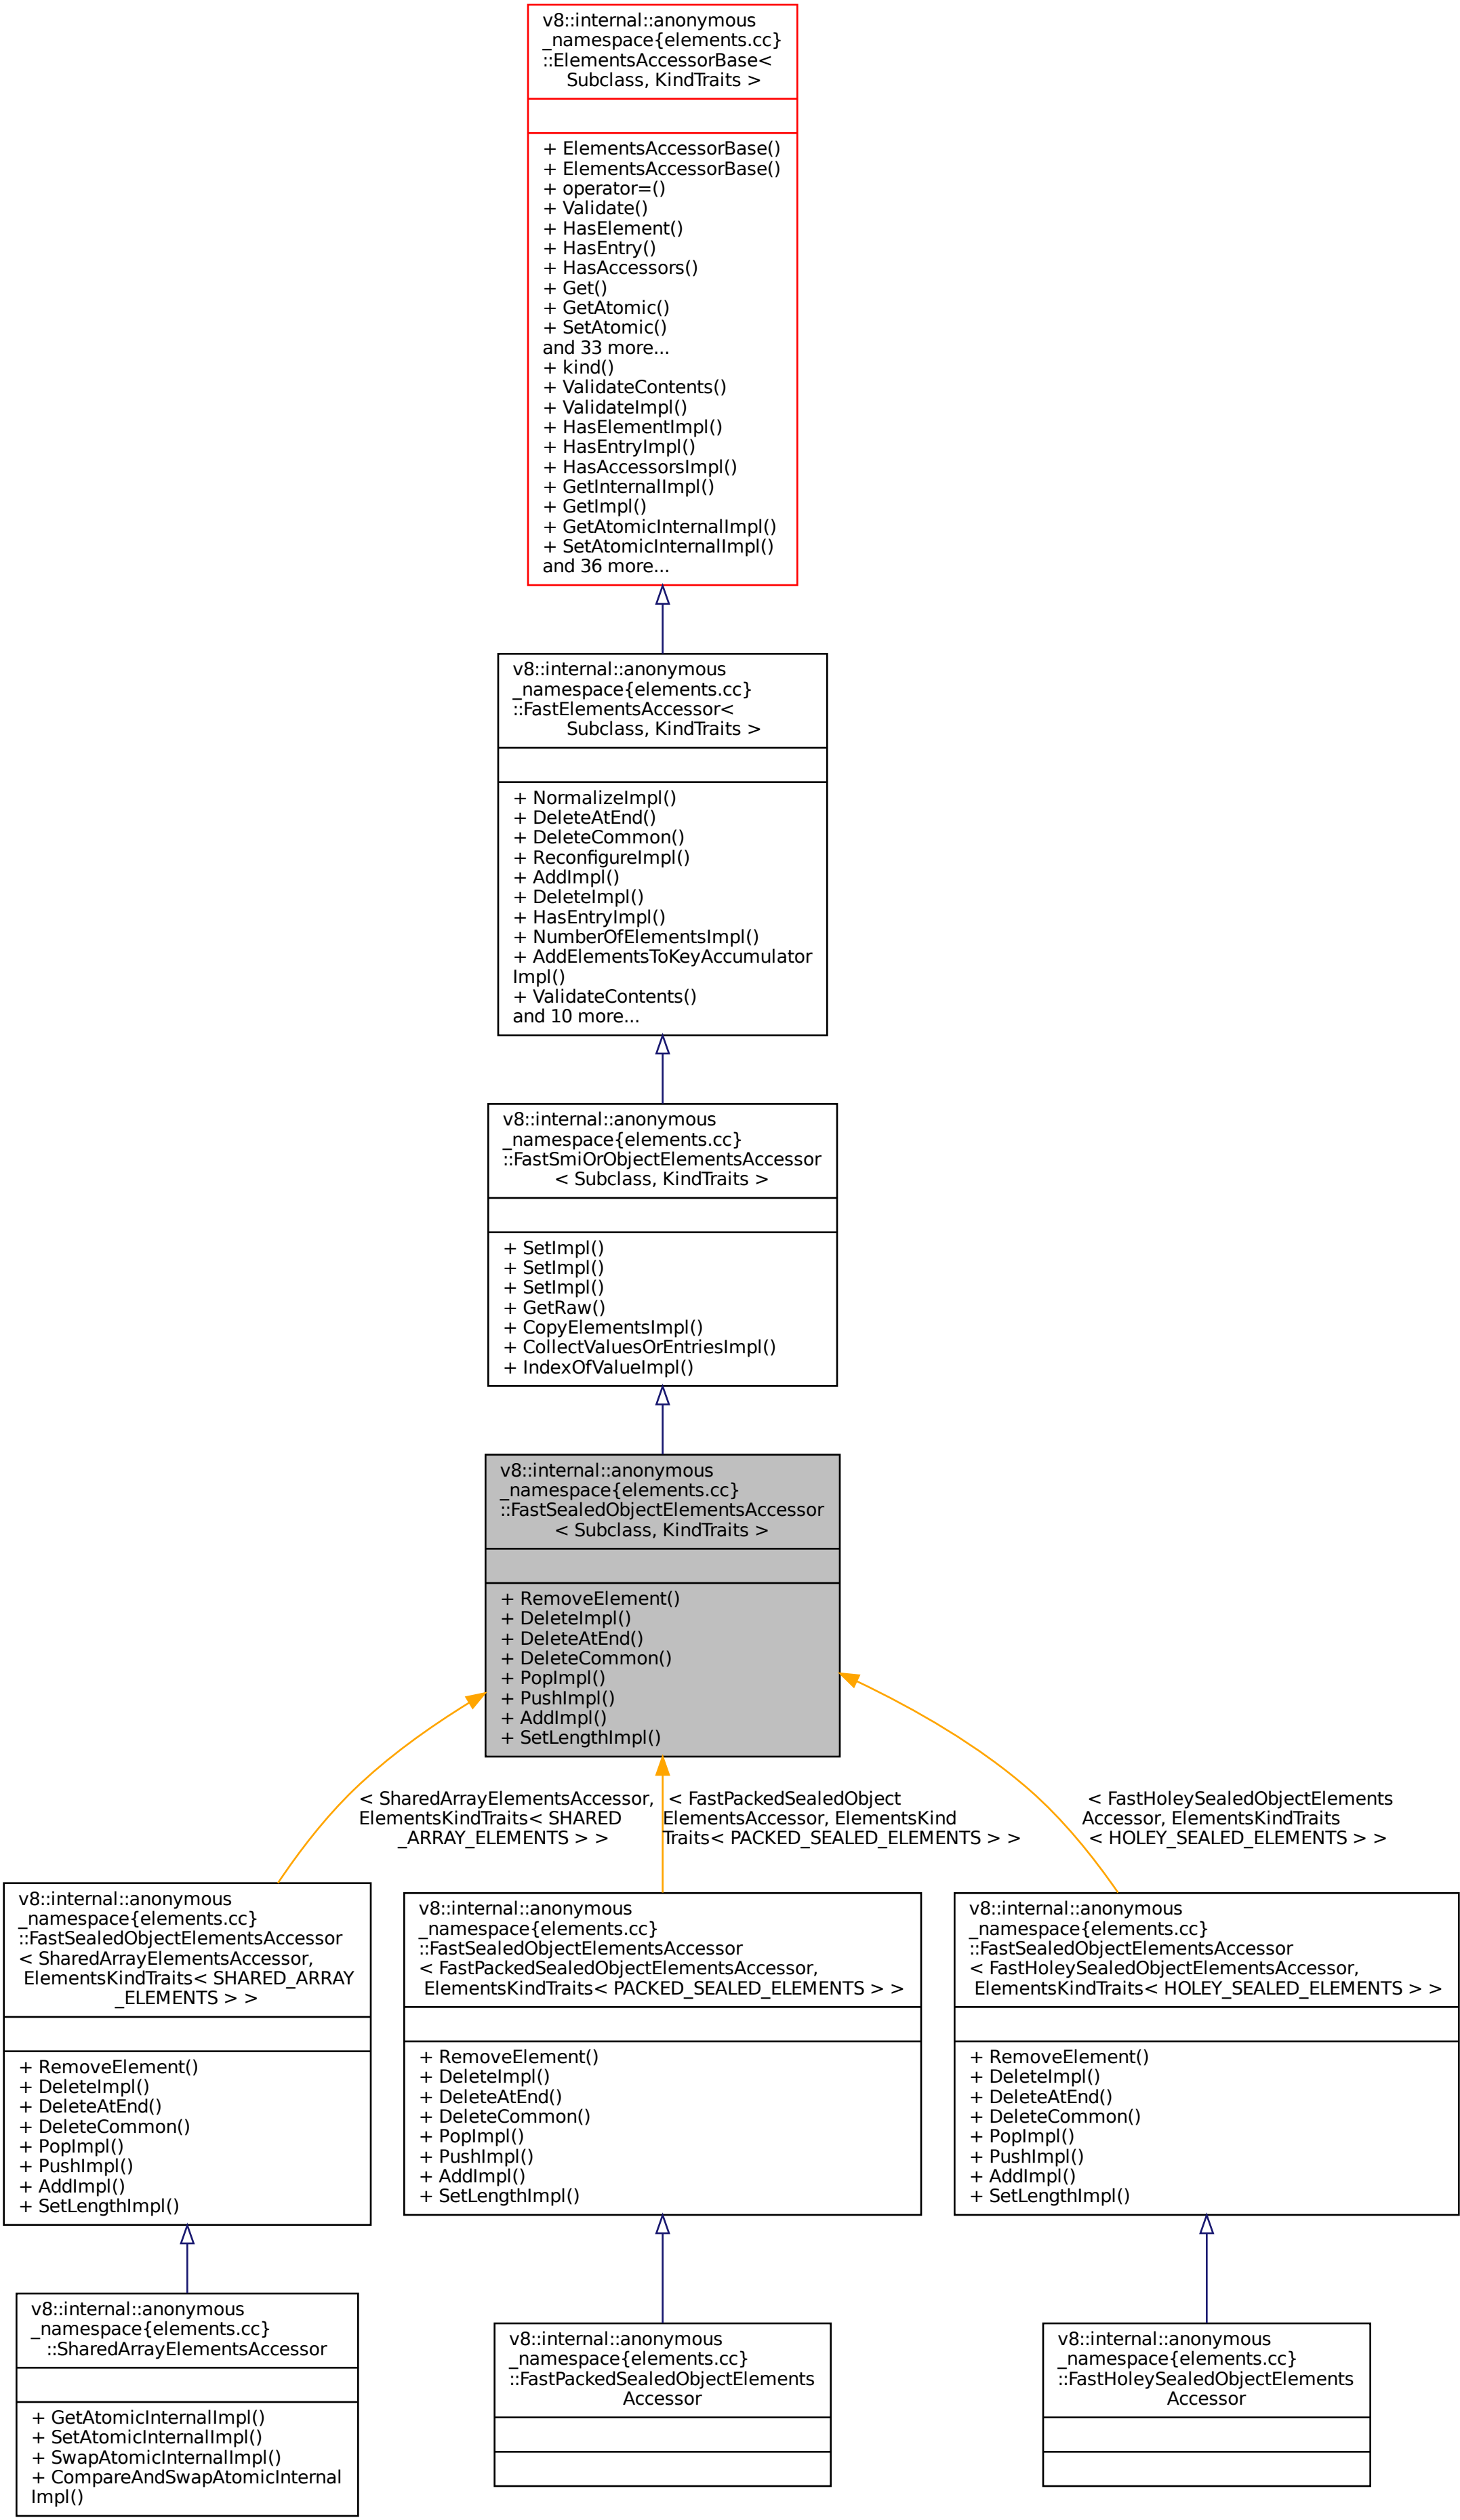 v8::internal::anonymous
_namespace{elements.cc}
::ElementsAccessorBase<
Subclass, KindTraits >
+ ElementsAccessorBase()
+ ElementsAccessorBase()
+ operator=()
+ Validate()
+ HasElement()
+ HasEntry()
+ HasAccessors()
+ Get()
+ GetAtomic()
+ SetAtomic()
and 33 more...
+ kind()
+ ValidateContents()
+ ValidateImpl()
+ HasElementImpl()
+ HasEntryImpl()
+ HasAccessorsImpl()
+ GetInternalImpl()
+ GetImpl()
+ GetAtomicInternalImpl()
+ SetAtomicInternalImpl()
and 36 more...
v8::internal::anonymous
_namespace{elements.cc}
::FastElementsAccessor<
Subclass, KindTraits >
+ NormalizeImpl()
+ DeleteAtEnd()
+ DeleteCommon()
+ ReconfigureImpl()
+ AddImpl()
+ DeleteImpl()
+ HasEntryImpl()
+ NumberOfElementsImpl()
+ AddElementsToKeyAccumulator
Impl()
+ ValidateContents()
and 10 more...
v8::internal::anonymous
_namespace{elements.cc}
::FastSmiOrObjectElementsAccessor
< Subclass, KindTraits >
+ SetImpl()
+ SetImpl()
+ SetImpl()
+ GetRaw()
+ CopyElementsImpl()
+ CollectValuesOrEntriesImpl()
+ IndexOfValueImpl()
v8::internal::anonymous
_namespace{elements.cc}
::FastSealedObjectElementsAccessor
< Subclass, KindTraits >
+ RemoveElement()
+ DeleteImpl()
+ DeleteAtEnd()
+ DeleteCommon()
+ PopImpl()
+ PushImpl()
+ AddImpl()
+ SetLengthImpl()
< SharedArrayElementsAccessor,
ElementsKindTraits< SHARED
_ARRAY_ELEMENTS > >
< FastPackedSealedObject
ElementsAccessor, ElementsKind
Traits< PACKED_SEALED_ELEMENTS > >
< FastHoleySealedObjectElements
Accessor, ElementsKindTraits
< HOLEY_SEALED_ELEMENTS > >
v8::internal::anonymous
_namespace{elements.cc}
::FastSealedObjectElementsAccessor
< SharedArrayElementsAccessor,
ElementsKindTraits< SHARED_ARRAY
_ELEMENTS > >
+ RemoveElement()
+ DeleteImpl()
+ DeleteAtEnd()
+ DeleteCommon()
+ PopImpl()
+ PushImpl()
+ AddImpl()
+ SetLengthImpl()
v8::internal::anonymous
_namespace{elements.cc}
::FastSealedObjectElementsAccessor
< FastPackedSealedObjectElementsAccessor,
ElementsKindTraits< PACKED_SEALED_ELEMENTS > >
+ RemoveElement()
+ DeleteImpl()
+ DeleteAtEnd()
+ DeleteCommon()
+ PopImpl()
+ PushImpl()
+ AddImpl()
+ SetLengthImpl()
v8::internal::anonymous
_namespace{elements.cc}
::FastSealedObjectElementsAccessor
< FastHoleySealedObjectElementsAccessor,
ElementsKindTraits< HOLEY_SEALED_ELEMENTS > >
+ RemoveElement()
+ DeleteImpl()
+ DeleteAtEnd()
+ DeleteCommon()
+ PopImpl()
+ PushImpl()
+ AddImpl()
+ SetLengthImpl()
v8::internal::anonymous
_namespace{elements.cc}
::SharedArrayElementsAccessor
+ GetAtomicInternalImpl()
+ SetAtomicInternalImpl()
+ SwapAtomicInternalImpl()
+ CompareAndSwapAtomicInternal
Impl()
v8::internal::anonymous
_namespace{elements.cc}
::FastPackedSealedObjectElements
Accessor
v8::internal::anonymous
_namespace{elements.cc}
::FastHoleySealedObjectElements
Accessor